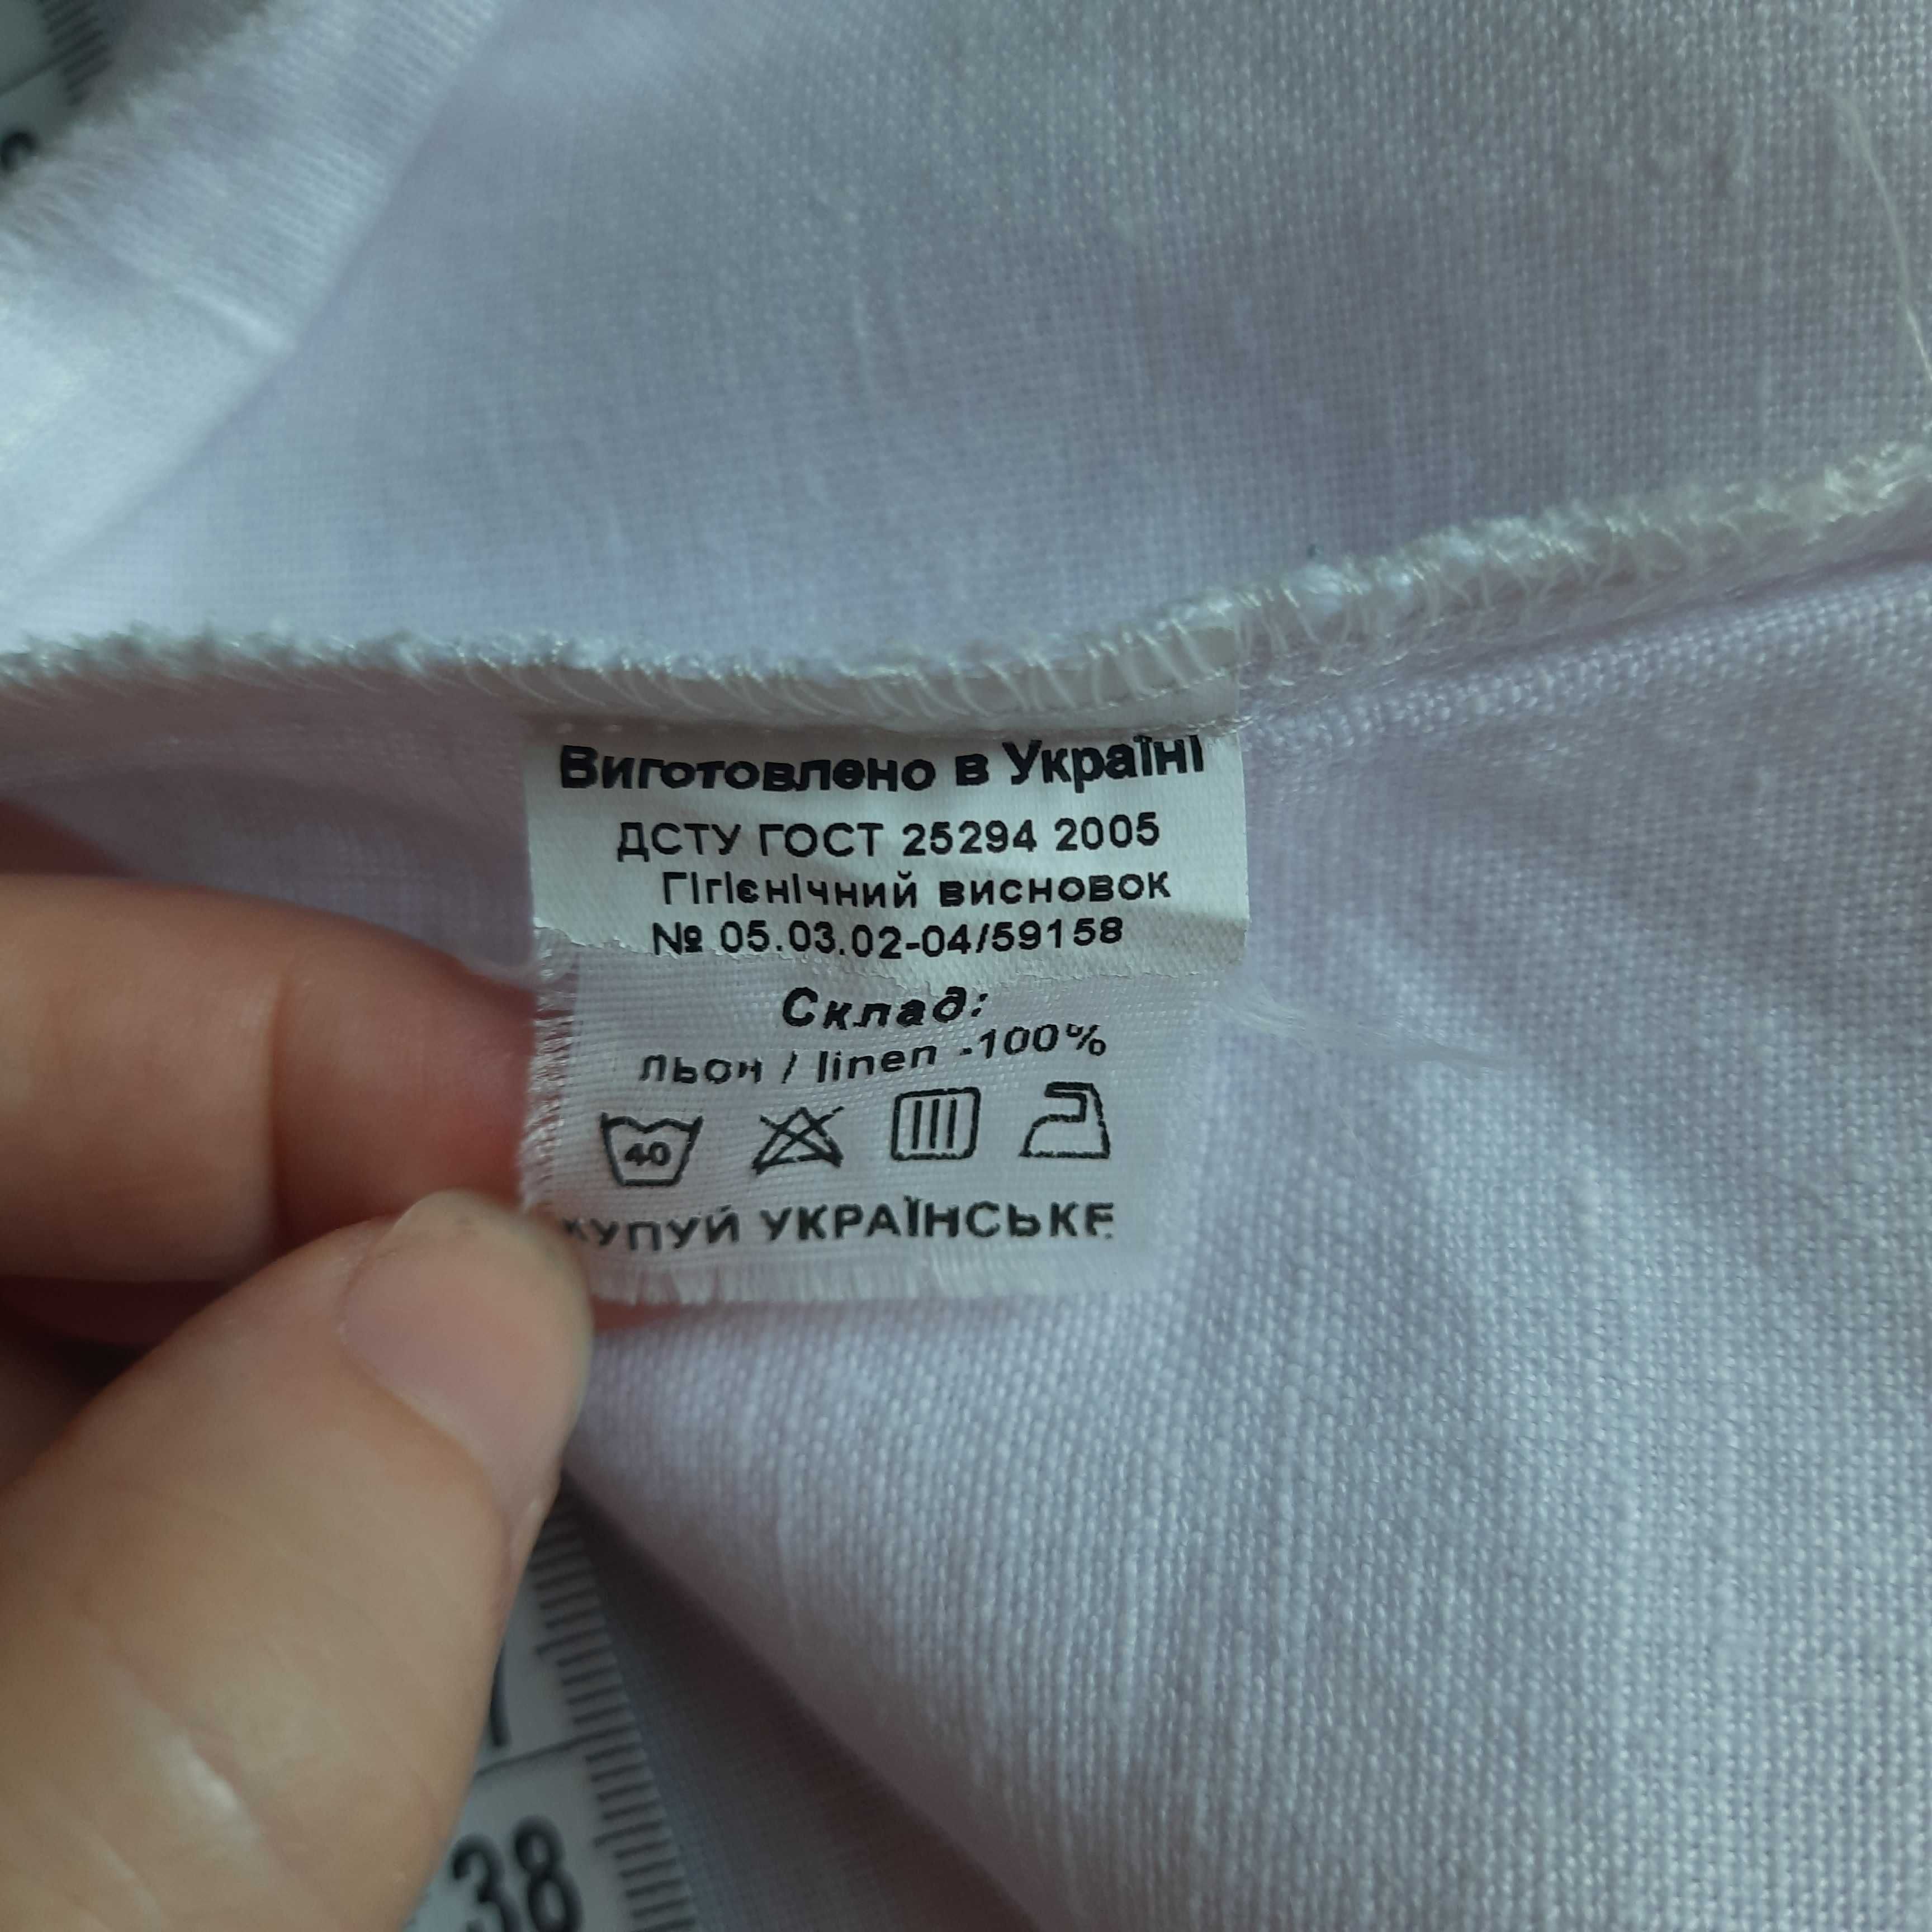 Виготовлено в Україні
ДСТУ ГОСТ 25294 2005
Гігієнічний висновок
№ 05.03.02-04/59158
Склад:
льон / linen -100%
40
КУПУЙ УКРАЇНСЬКЕ
38